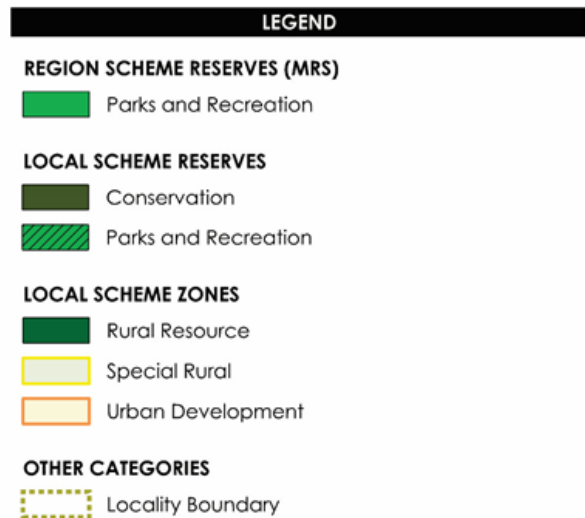 LEGEND
REGION SCHEME RESERVES (MRS)
Parks and Recreation
LOCAL SCHEME RESERVES
Conservation
Parks and Recreation
LOCAL SCHEME ZONES
Rural Resource
Special Rural
Urban Development
OTHER CATEGORIES
Locality Boundary